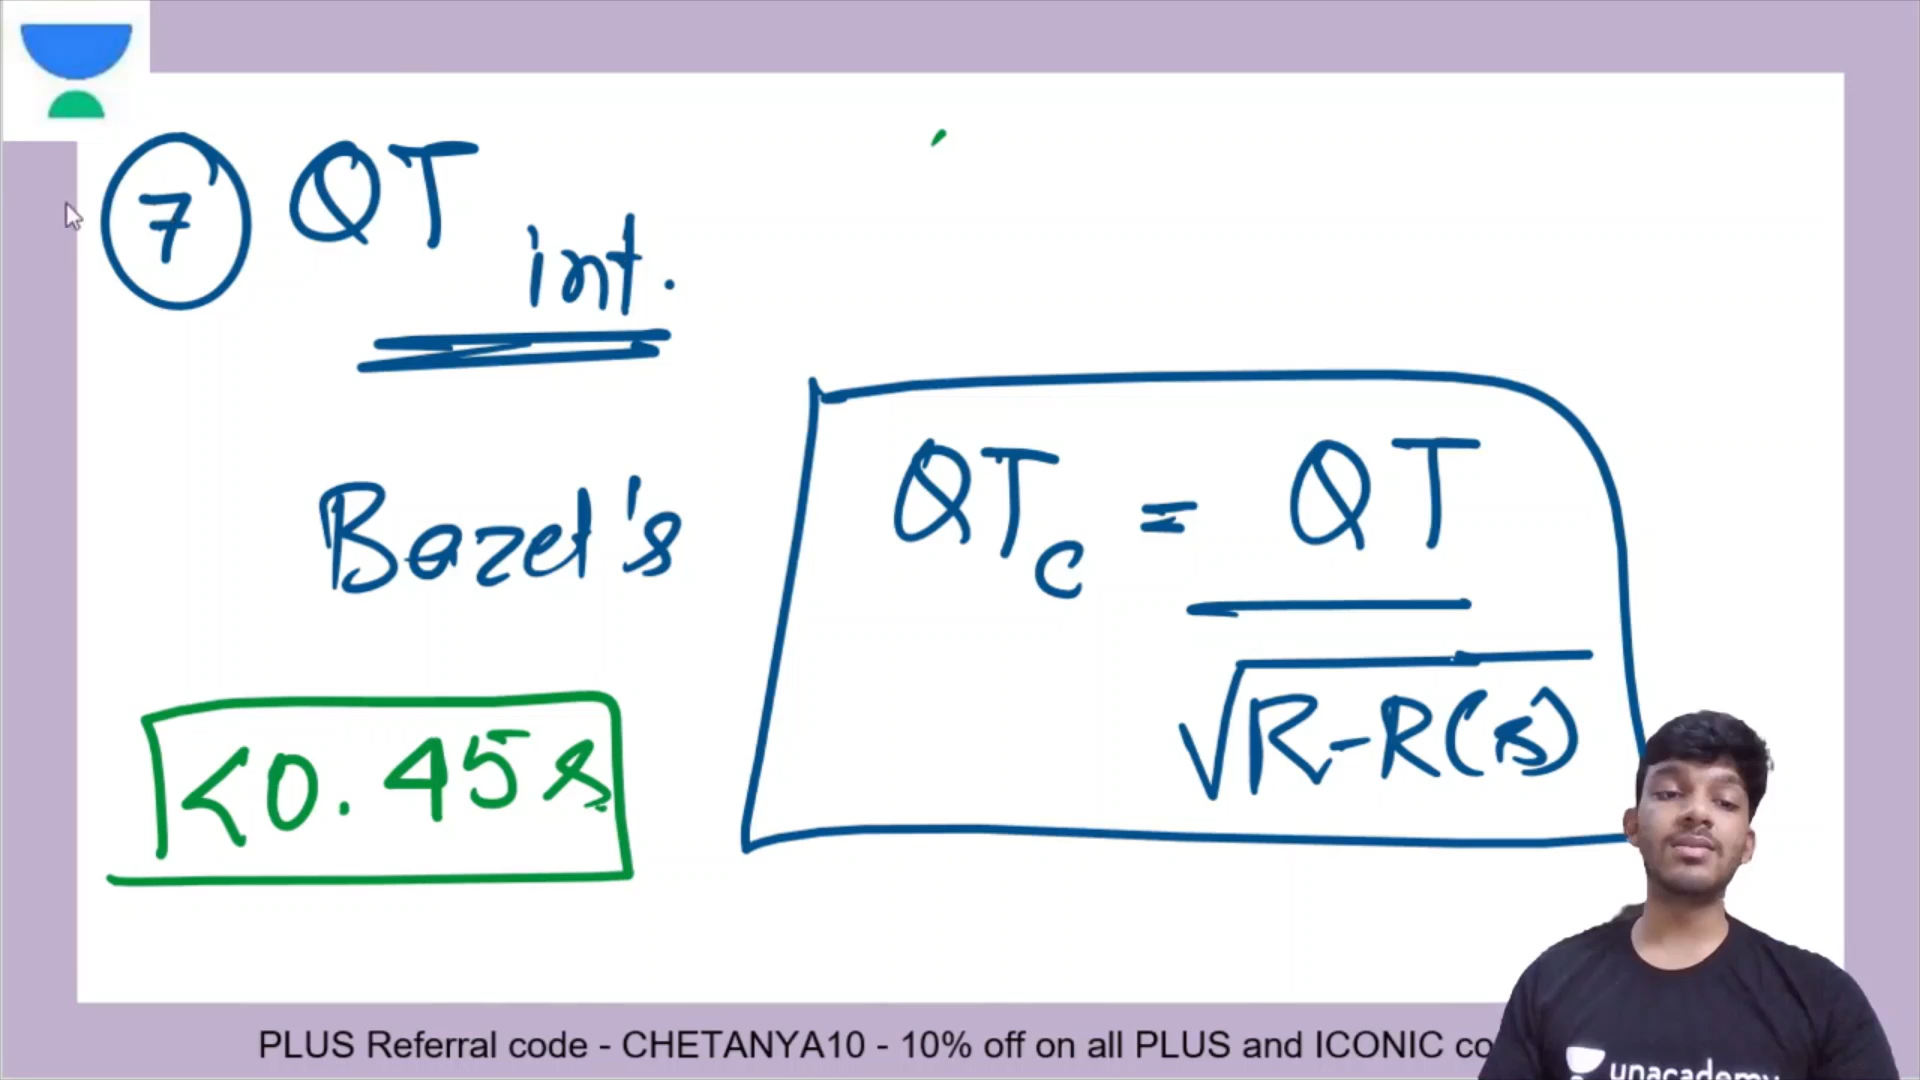 7 QT
int.
Bazet's
QTc = QT
√R-R(s)
<0.45s
PLUS Referral code - CHETANYA10 - 10% off on all PLUS and ICONIC co
unacademy